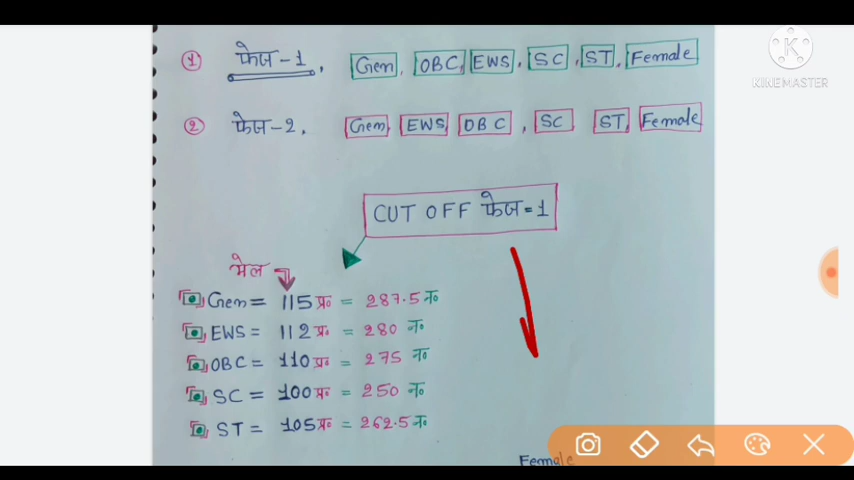 ① फेज-1, Gen, OBC, EWS, SC, ST, Female
KINEMASTER
② फेज-2, Gen, EWS, OBC, SC ST, Female
CUT OFF फेज=1
मेल
Gen = 115 प्र० = 287.5 न०
EWS = 112 प्र० = 280 न०
OBC = 110 प्र० = 275 न०
SC = 100 प्र० = 250 न०
ST = 105 प्र० = 262.5 न०
Female